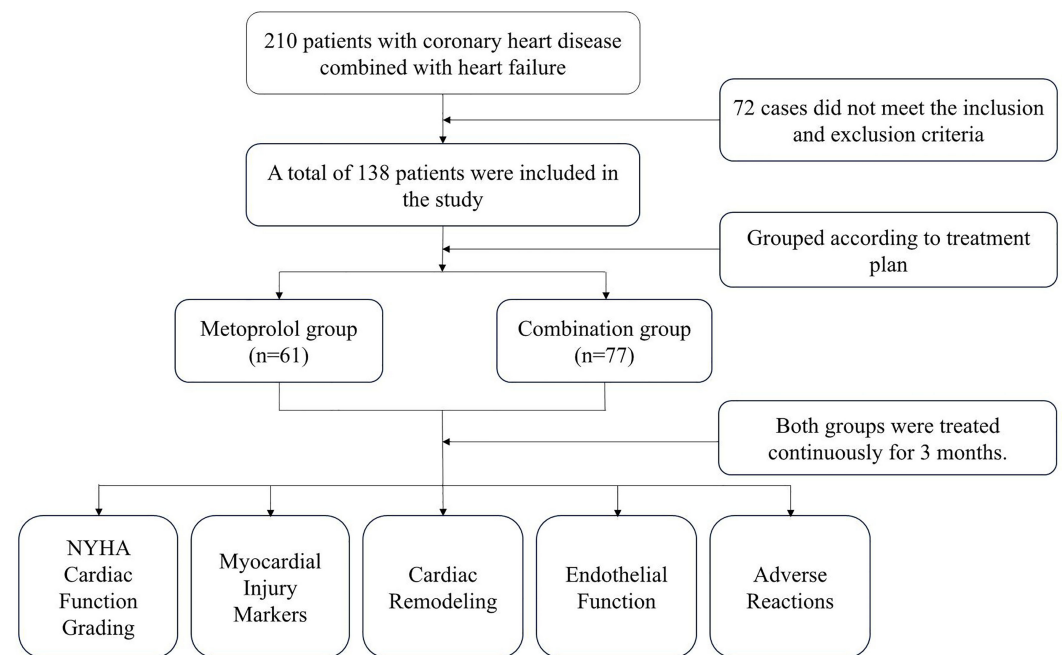 210 patients with coronary heart disease
combined with heart failure
72 cases did not meet the inclusion
and exclusion criteria
A total of 138 patients were included in
the study
Grouped according to treatment
plan
Metoprolol group
(n=61)
Combination group
(n=77)
Both groups were treated
continuously for 3 months.
NYHA
Cardiac
Function
Grading
Myocardial
Injury
Markers
Cardiac
Remodeling
Endothelial
Function
Adverse
Reactions